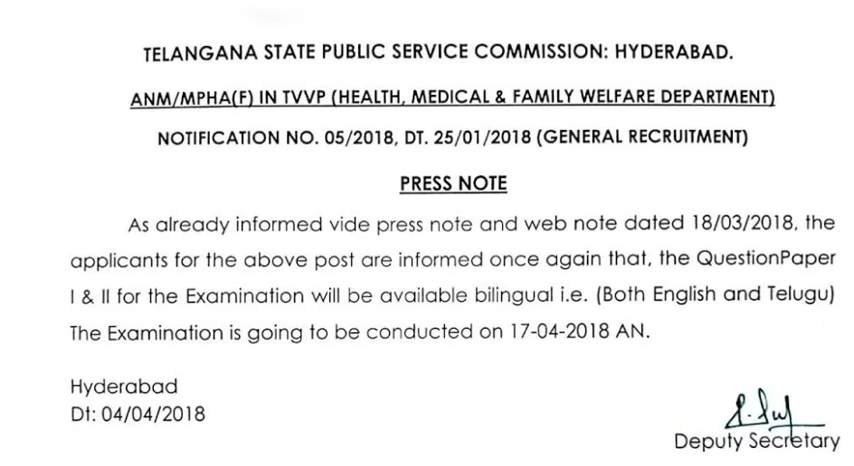 TELANGANA STATE PUBLIC SERVICE COMMISSION: HYDERABAD.
ANM/MPHA(F) IN TVVP (HEALTH, MEDICAL & FAMILY WELFARE DEPARTMENT)
NOTIFICATION NO. 05/2018, DT. 25/01/2018 (GENERAL RECRUITMENT)
PRESS NOTE
As already informed vide press note and web note dated 18/03/2018, the
applicants for the above post are informed once again that, the QuestionPaper
I & II for the Examination will be available bilingual i.e. (Both English and Telugu)
The Examination is going to be conducted on 17-04-2018 AN.
Hyderabad
Dt: 04/04/2018
Deputy Secretary